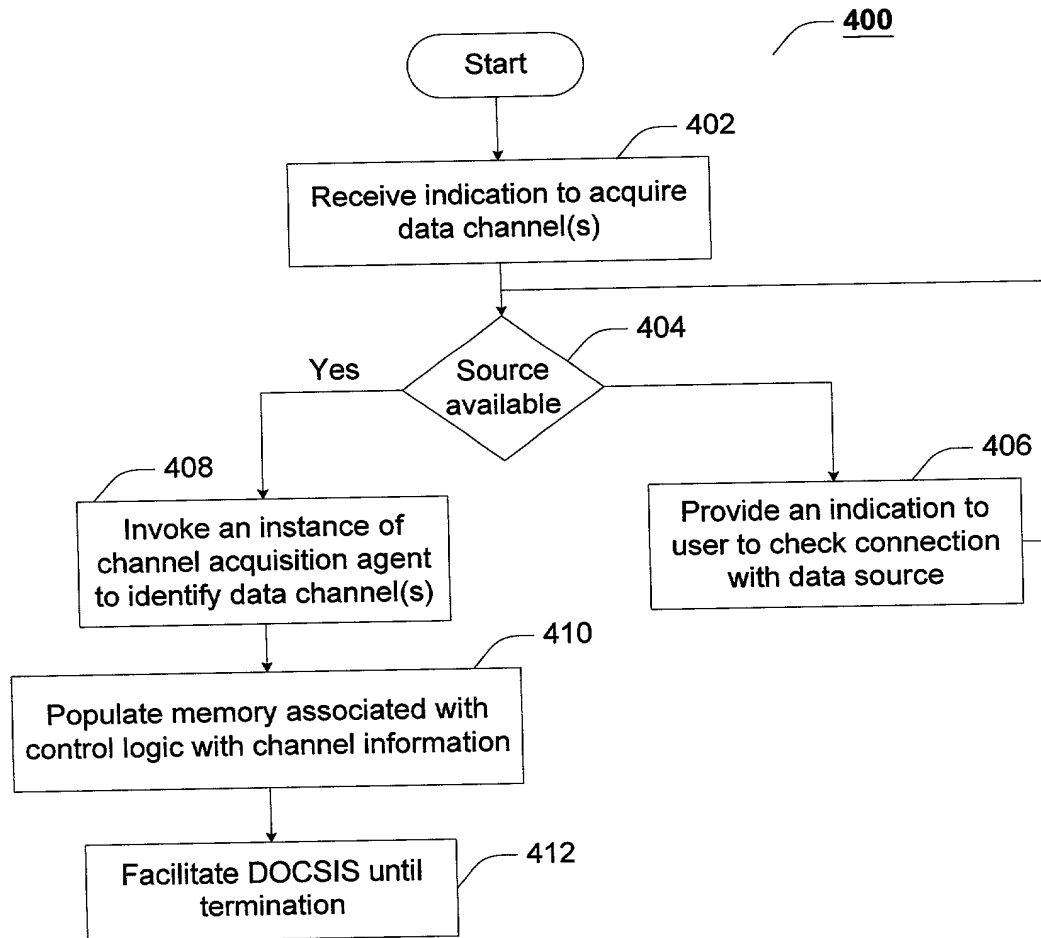 400
Start
402
Receive indication to acquire
data channel(s)
404
Source
available
Yes
406
Provide an indication to
user to check connection
with data source
408
Invoke an instance of
channel acquisition agent
to identify data channel(s)
410
Populate memory associated with
control logic with channel information
412
Facilitate DOCSIS until
termination